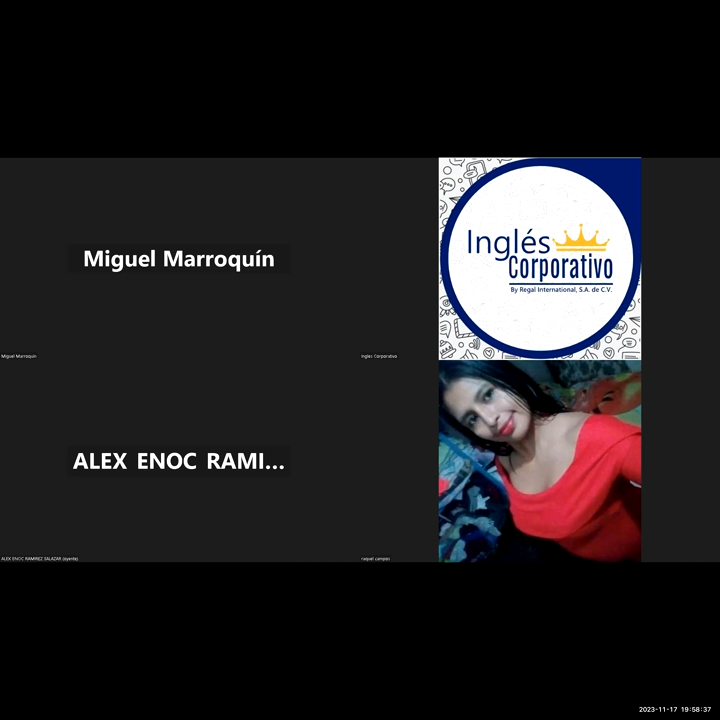 Miguel Marroquín
Inglés
Corporativo
By Regal International, S.A. de C.V.
Miguel Marroquín
Ingles Corporativo
ALEX ENOC RAMI...
ALEX ENOC RAMIREZ SALAZAR (oyente)
raquel campos
2023-11-17 19:58:37